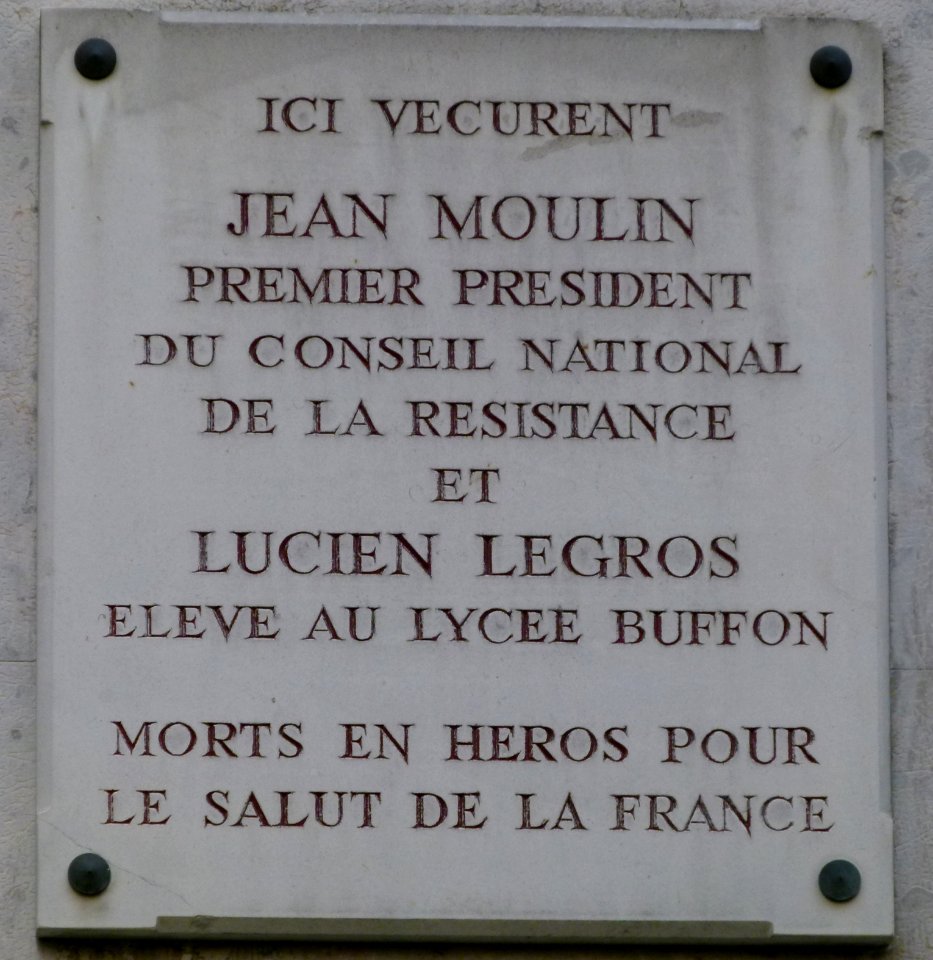 ICI VECURENT
JEAN MOULIN
PREMIER PRESIDENT
DU CONSEIL NATIONAL
DE LA RESISTANCE
ET
LUCIEN LEGROS
ELEVE AU LYCEE BUFFON
MORTS EN HEROS POUR
LE SALUT DE LA FRANCE